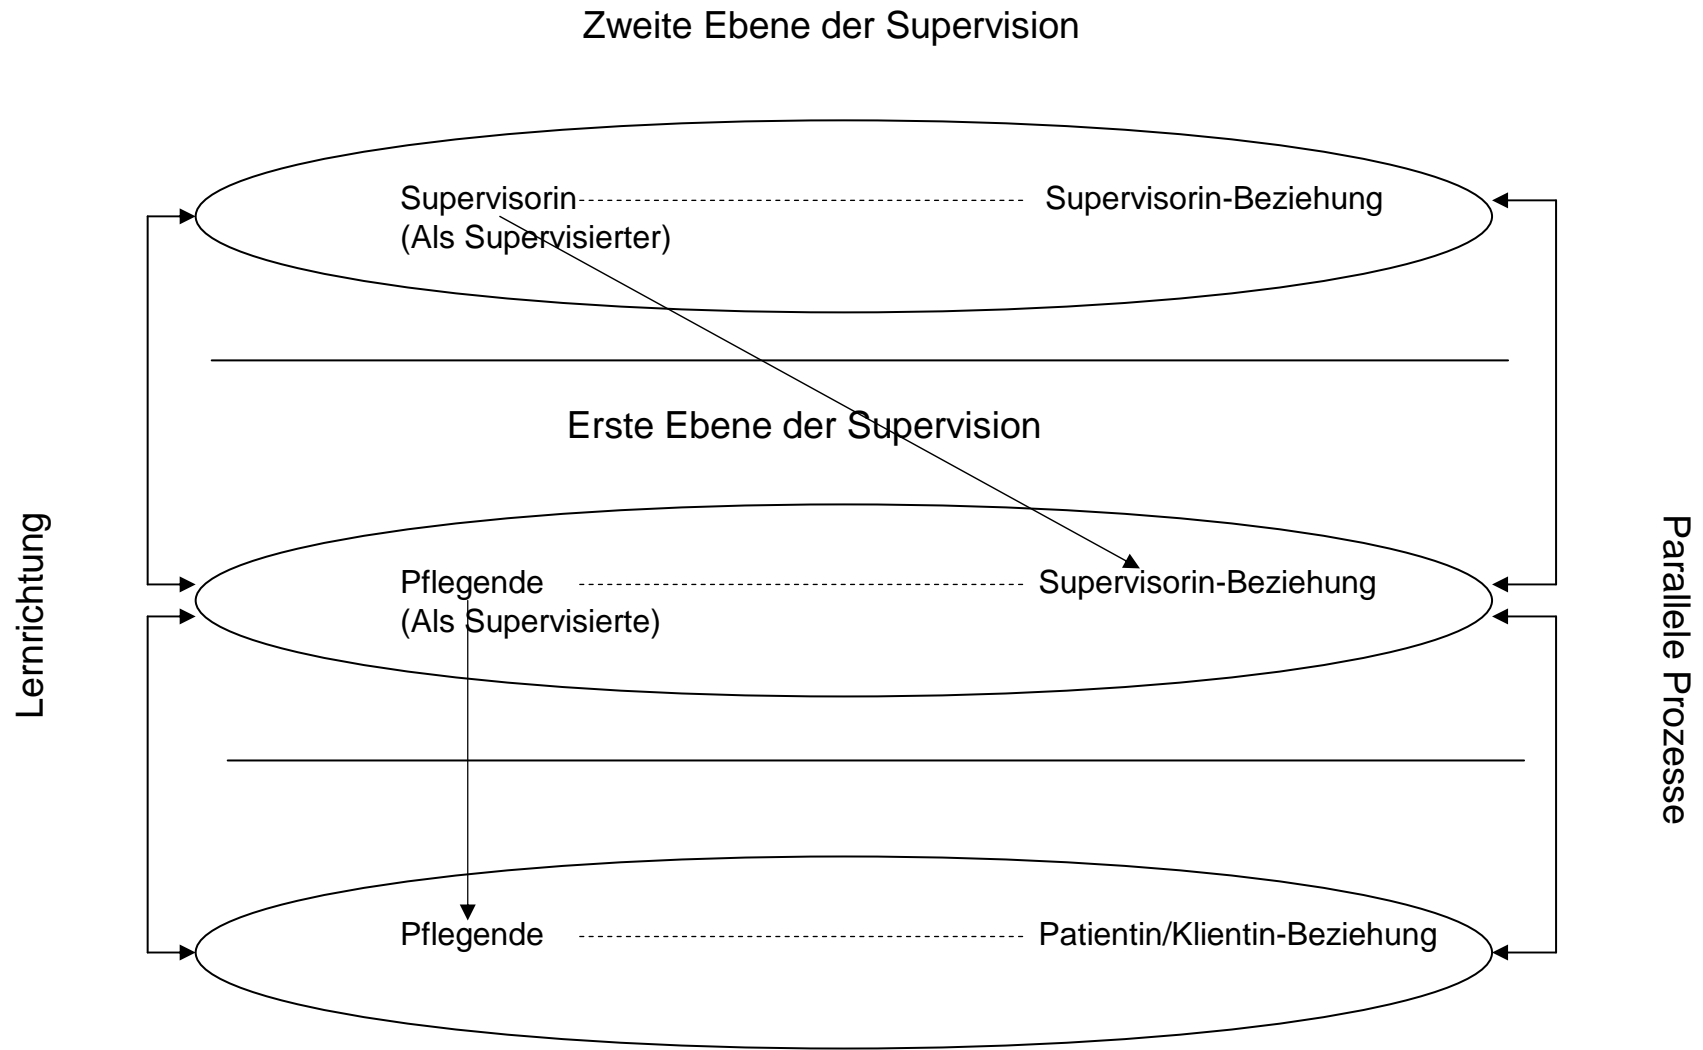 Zweite Ebene der Supervision
Supervisorin
Supervisorin-Beziehung
(Als Supervisierter)
Erste Ebene der Supervision
Lernrichtung
Parallele Prozesse
Pflegende
Supervisorin-Beziehung
(Als Supervisierte)
Pflegende
Patientin/Klientin-Beziehung